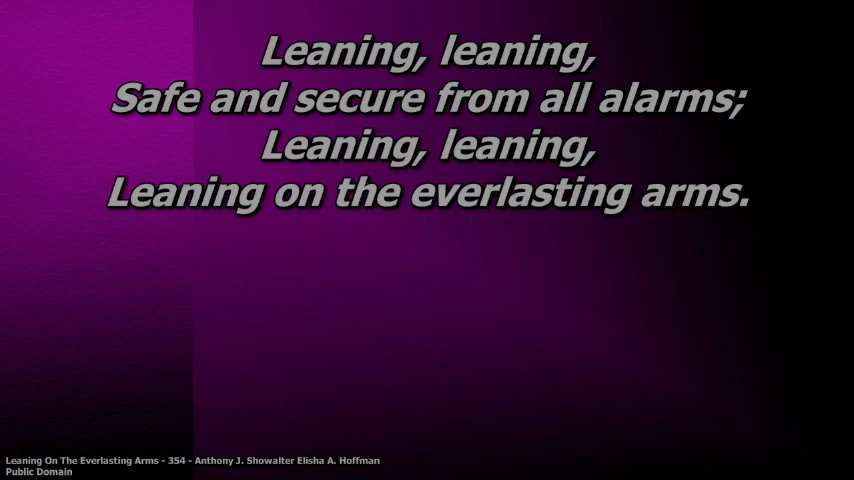 Leaning, leaning,
Safe and secure from all alarms;
Leaning, leaning,
Leaning on the everlasting arms.
Leaning On The Everlasting Arms - 354 - Anthony J. Showalter Elisha A. Hoffman
Public Domain